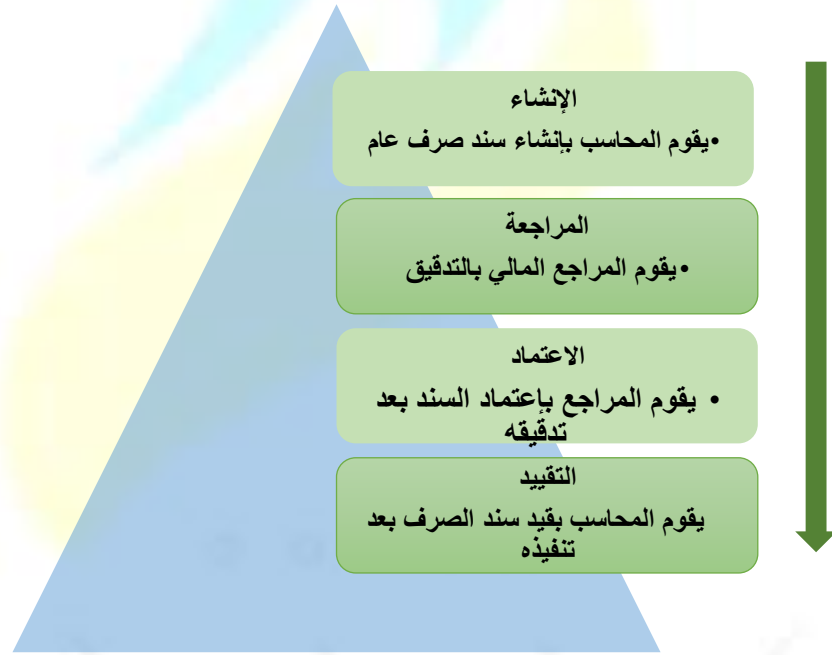 الإنشاء
•يقوم المحاسب بإنشاء سند صرف عام
المراجعة
•يقوم المراجع المالي بالتدقيق
الاعتماد
• يقوم المراجع بإعتماد السند بعد
تدقيقه
التقييد
يقوم المحاسب بقيد سند الصرف بعد
تنفيذه